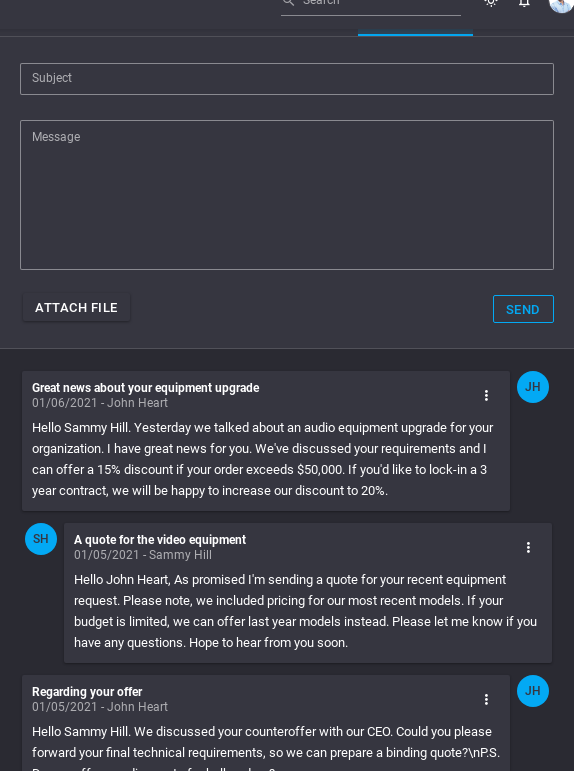 Search
Subject
Message
ATTACH FILE
SEND
Great news about your equipment upgrade
01/06/2021 - John Heart
JH
Hello Sammy Hill. Yesterday we talked about an audio equipment upgrade for your
organization. I have great news for you. We've discussed your requirements and I
can offer a 15% discount if your order exceeds $50,000. If you'd like to lock-in a 3
year contract, we will be happy to increase our discount to 20%.
SH
A quote for the video equipment
01/05/2021 - Sammy Hill
Hello John Heart, As promised I'm sending a quote for your recent equipment
request. Please note, we included pricing for our most recent models. If your
budget is limited, we can offer last year models instead. Please let me know if you
have any questions. Hope to hear from you soon.
Regarding your offer
01/05/2021 - John Heart
JH
Hello Sammy Hill. We discussed your counteroffer with our CEO. Could you please
forward your final technical requirements, so we can prepare a binding quote?\nP.S.